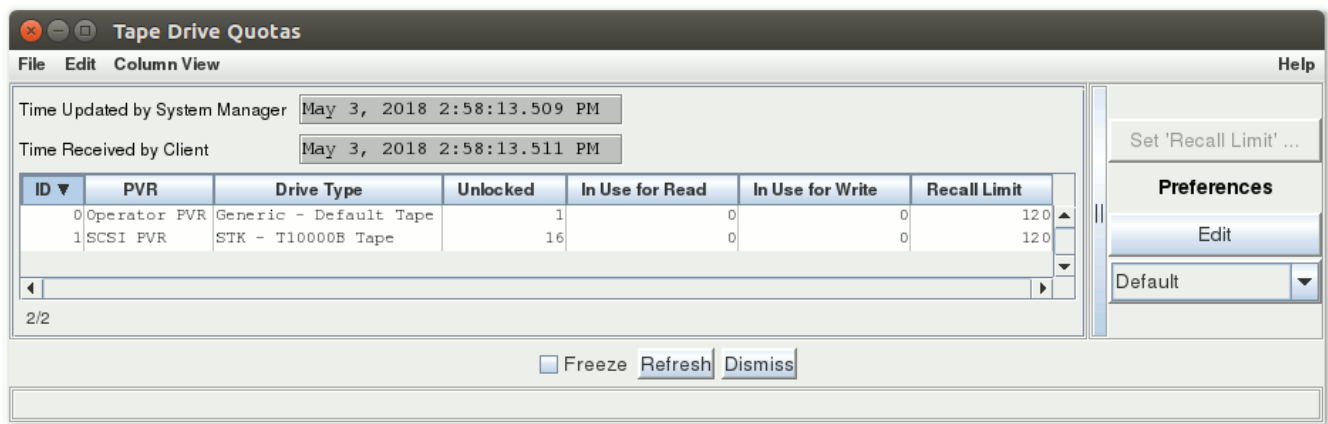 Tape Drive Quotas
File Edit Column View Help
Time Updated by System Manager May 3, 2018 2:58:13.509 PM
Time Received by Client May 3, 2018 2:58:13.511 PM
ID PVR Drive Type Unlocked In Use for Read In Use for Write Recall Limit
0 Operator PVR Generic - Default Tape 1 0 0 120
1 SCSI PVR STK - T10000B Tape 16 0 0 120
2/2
Set 'Recall Limit' ...
Preferences
Edit
Default
Freeze Refresh Dismiss